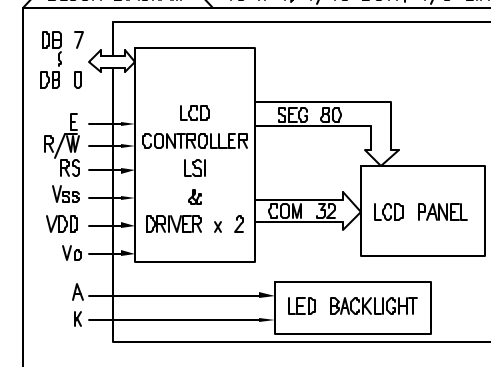 DB 7
DB 0
E
R/W
RS
Vss
VDD
Vo
A
K
LCD
CONTROLLER
LSI
&
DRIVER x 2
SEG 80
COM 32
LCD PANEL
LED BACKLIGHT